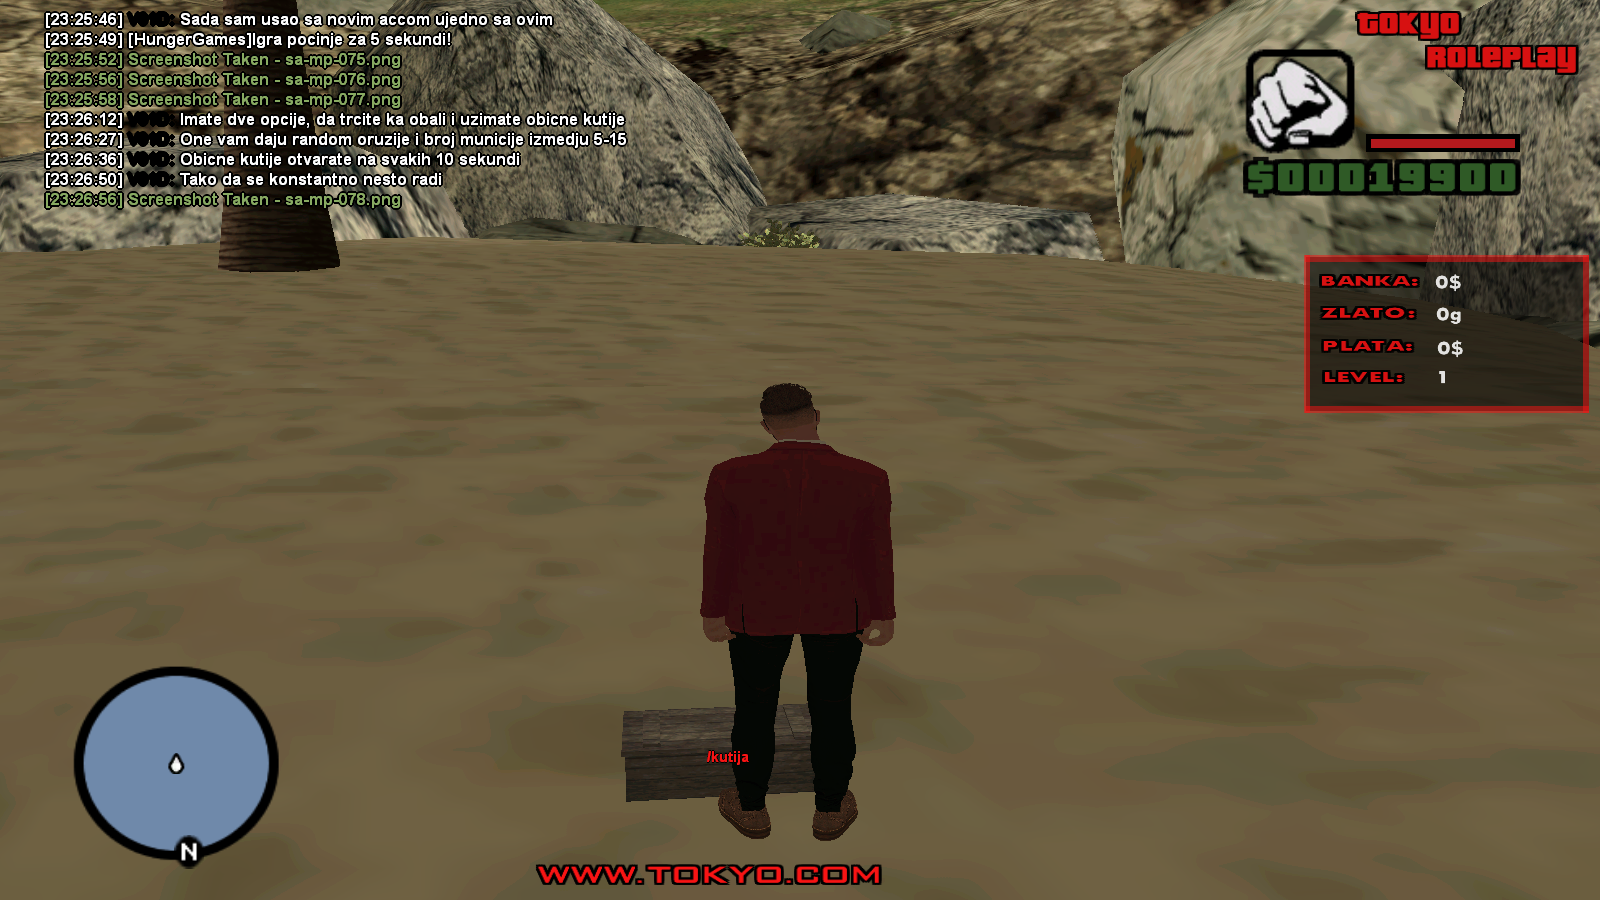 [23:25:46] VOID: Sada sam usao sa novim accom ujedno sa ovim
[23:25:49] [HungerGames]Igra pocinje za 5 sekundi!
[23:25:52] Screenshot Taken - sa-mp-075.png
[23:25:56] Screenshot Taken - sa-mp-076.png
[23:25:58] Screenshot Taken - sa-mp-077.png
[23:26:12] VOID: Imate dve opcije, da trcite ka obali i uzimate obicne kutije
[23:26:27] VOID: One vam daju random oruzije i broj municije izmedju 5-15
[23:26:36] VOID: Obicne kutije otvarate na svakih 10 sekundi
[23:26:50] VOID: Tako da se konstantno nesto radi
[23:26:56] Screenshot Taken - sa-mp-078.png
TOKYO
ROLEPLAY
$00019900
BANKA: 0$
ZLATO: 0g
PLATA: 0$
LEVEL: 1
/kutija
N
WWW.TOKYO.COM